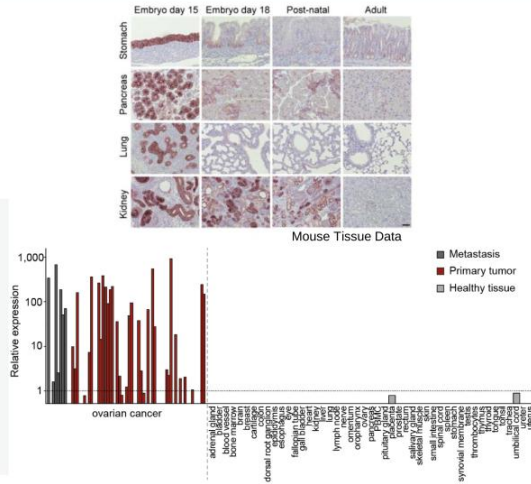 Embryo day 15 Embryo day 18 Post-natal Adult
Stomach
Pancreas
Lung
Kidney
Mouse Tissue Data
Metastasis
Primary tumor
Healthy tissue
Relative expression
1,000
100
10
1
ovarian cancer
adrenal gland
bladder
blood vessel
bone marrow
brain
breast
cartilage
colon
dorsal root ganglion
epididymis
esophagus
eye
fallopian tube
gall bladder
heart
kidney
liver
lung
lymph node
nerve
omentum
oropharynx
ovary
pancreas
PBMC
pituitary gland
placenta
prostate
rectum
salivary gland
skeletal muscle
skin
small intestine
spinal cord
spleen
stomach
synovial membrane
testis
thrombocytes
thymus
thyroid
tongue
tonsil
trachea
umbilical cord
ureter
uterus